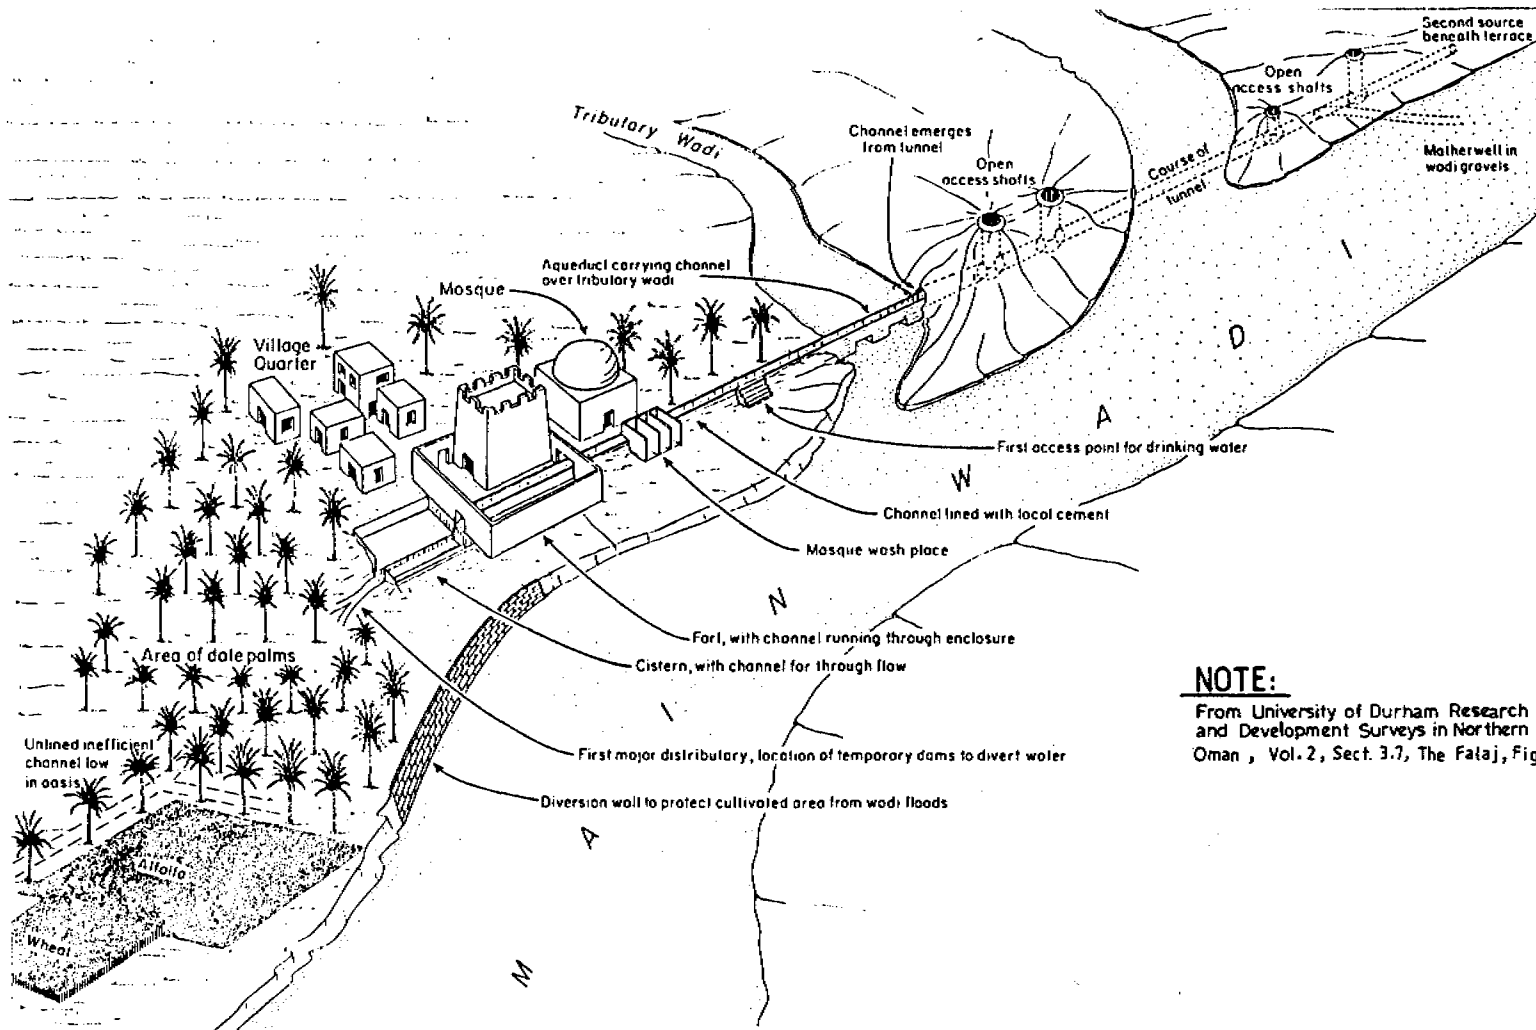 Second source
beneath terrace
Open
access shafts
Motherwell in
wadi gravels
Tributary Wadi
Channel emerges
from tunnel
Open
access shafts
Course of
tunnel
Aqueduct carrying channel
over tributary wadi
Mosque
Village
Quarter
First access point for drinking water
Channel lined with local cement
Mosque wash place
Fort, with channel running through enclosure
Cistern, with channel for through flow
Area of date palms
First major distributary, location of temporary dams to divert water
Unlined inefficient
channel low
in oasis
Diversion wall to protect cultivated area from wadi floods
Alfalfa
Wheat
MAIN WADI
NOTE:
From University of Durham Research
and Development Surveys in Northern
Oman , Vol. 2, Sect. 3.7, The Falaj, Fig